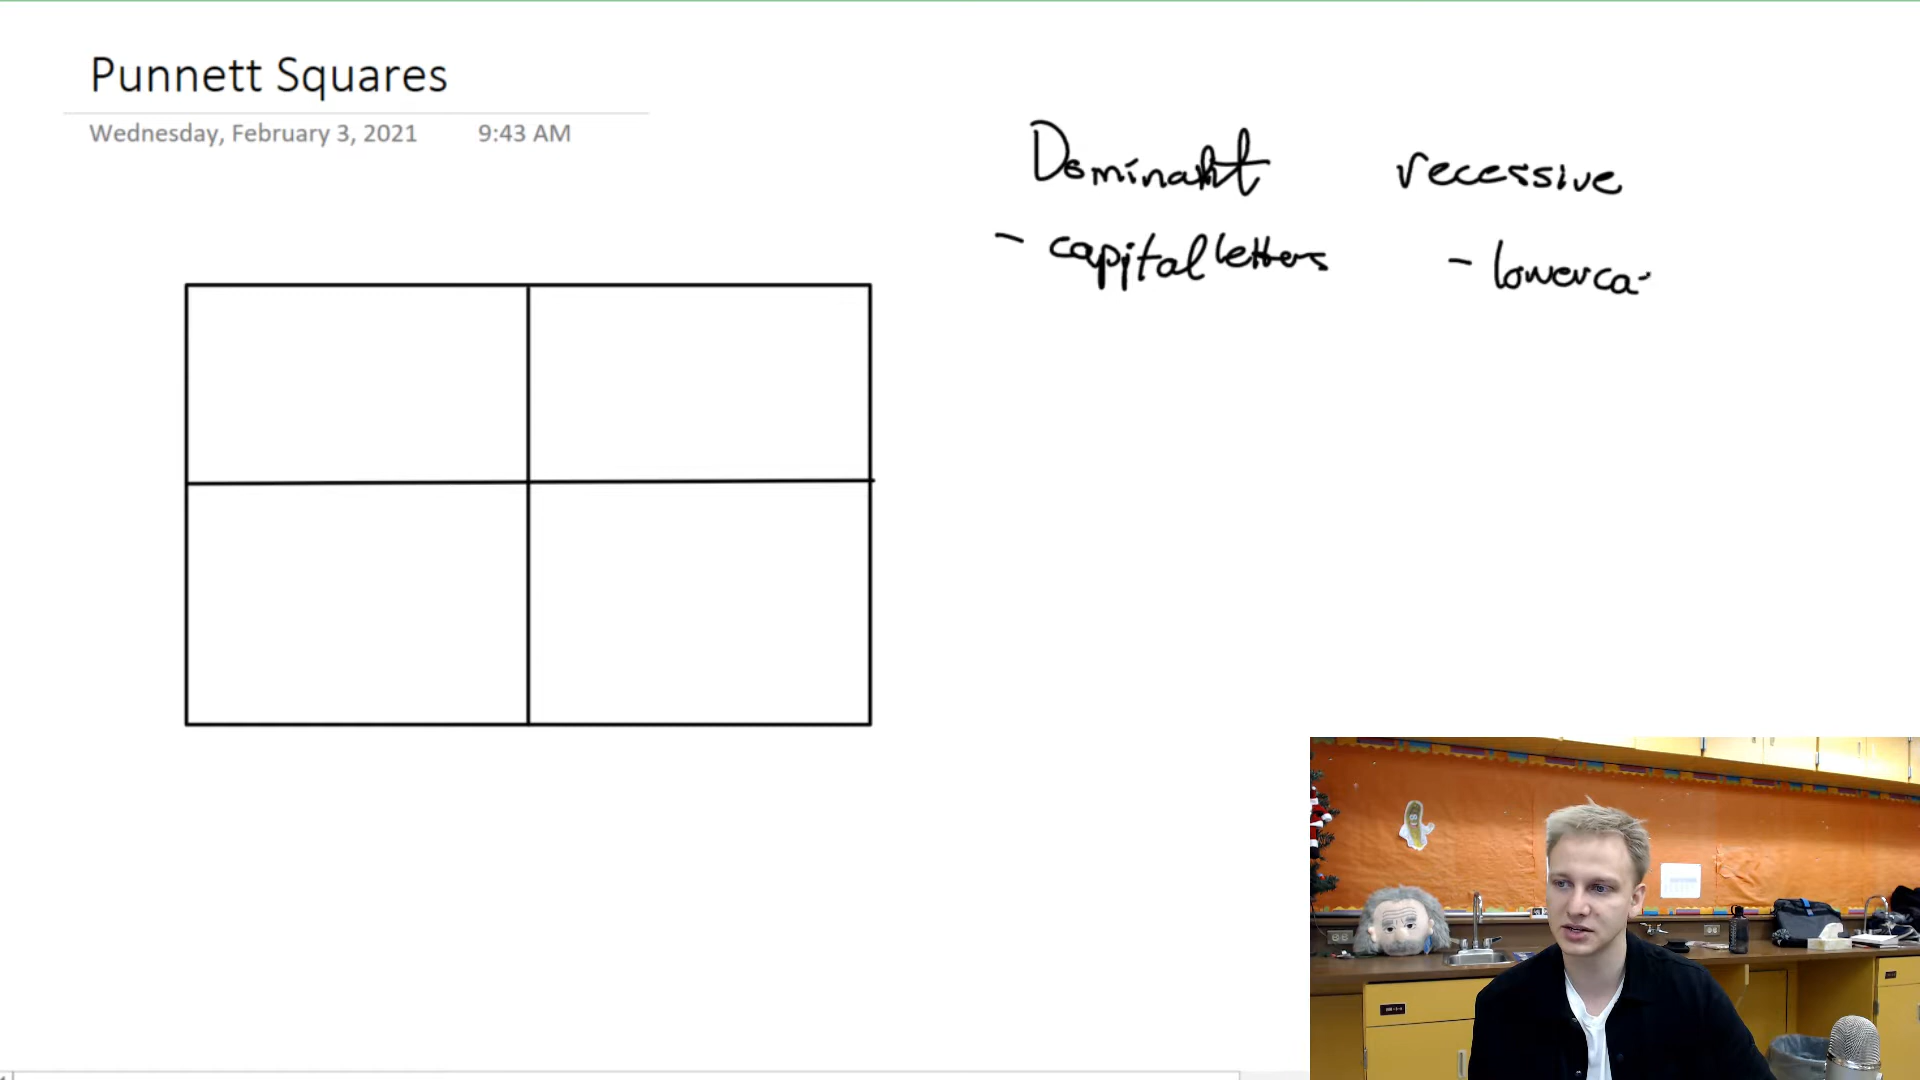 Punnett Squares
Wednesday, February 3, 2021 9:43 AM
Dominant recessive
- capital letters - lowerca